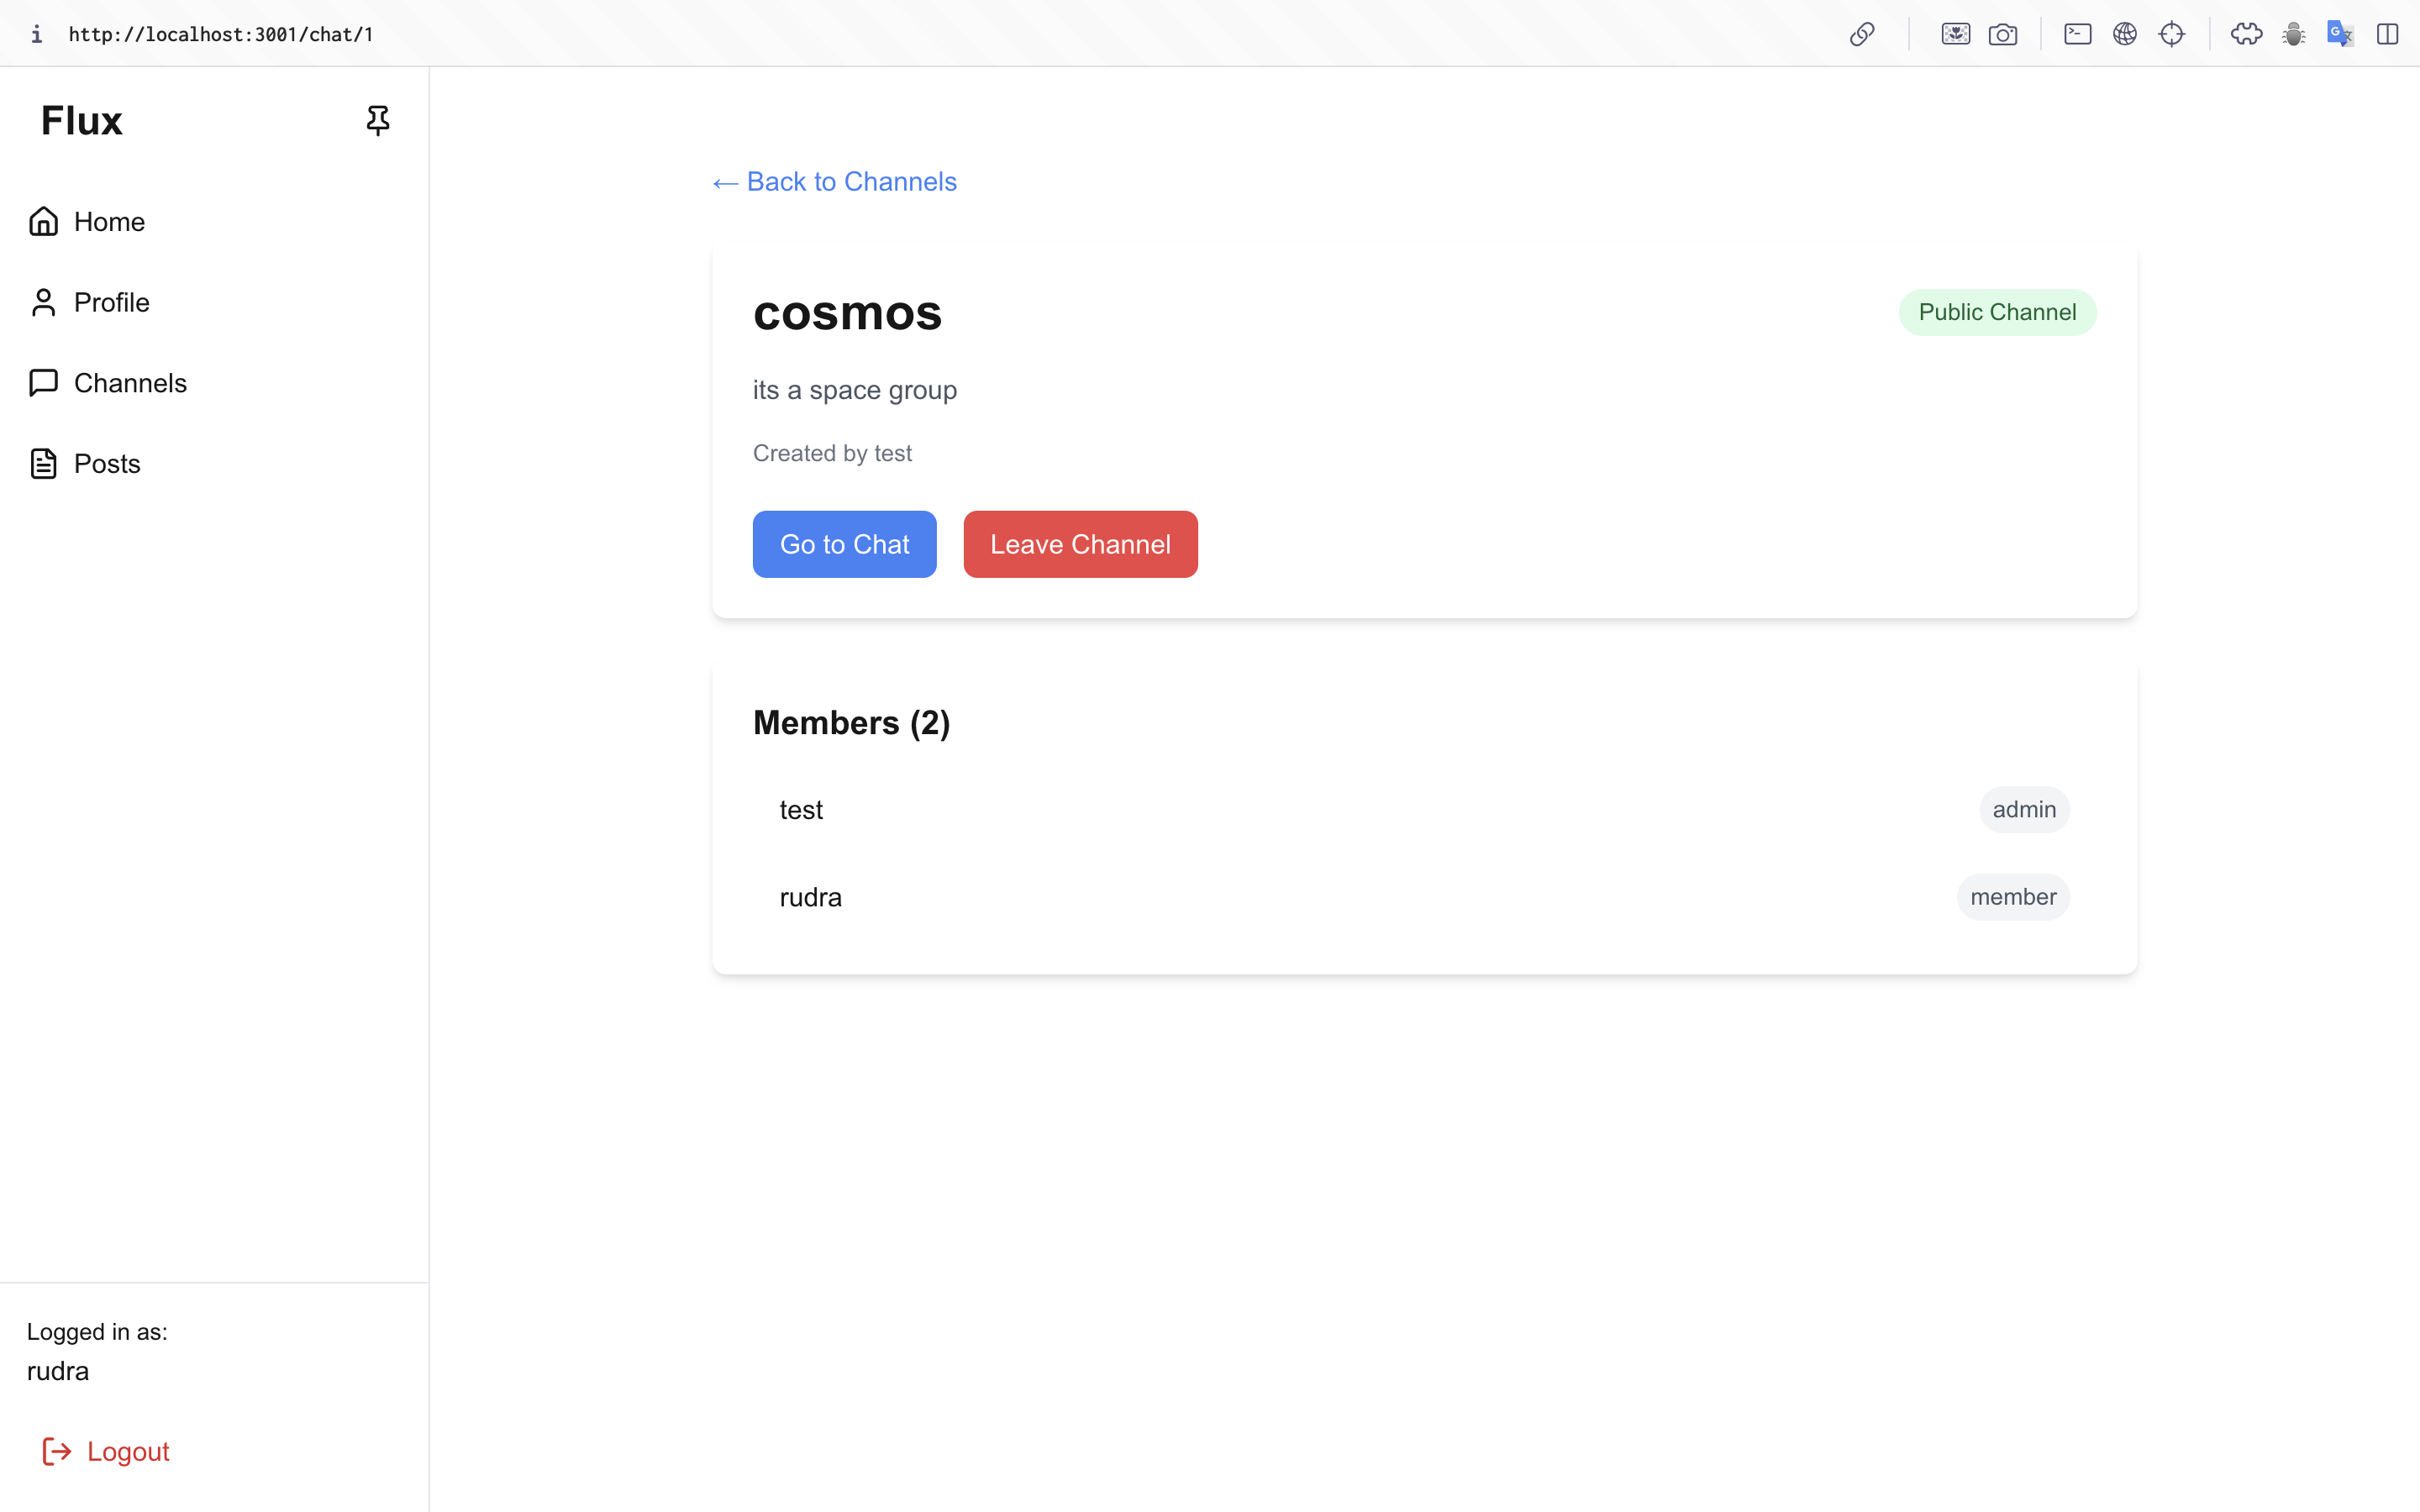 http://localhost:3001/chat/1
Flux
Home
Profile
Channels
Posts
Logged in as:
rudra
Logout
← Back to Channels
cosmos
Public Channel
its a space group
Created by test
Go to Chat
Leave Channel
Members (2)
test
admin
rudra
member